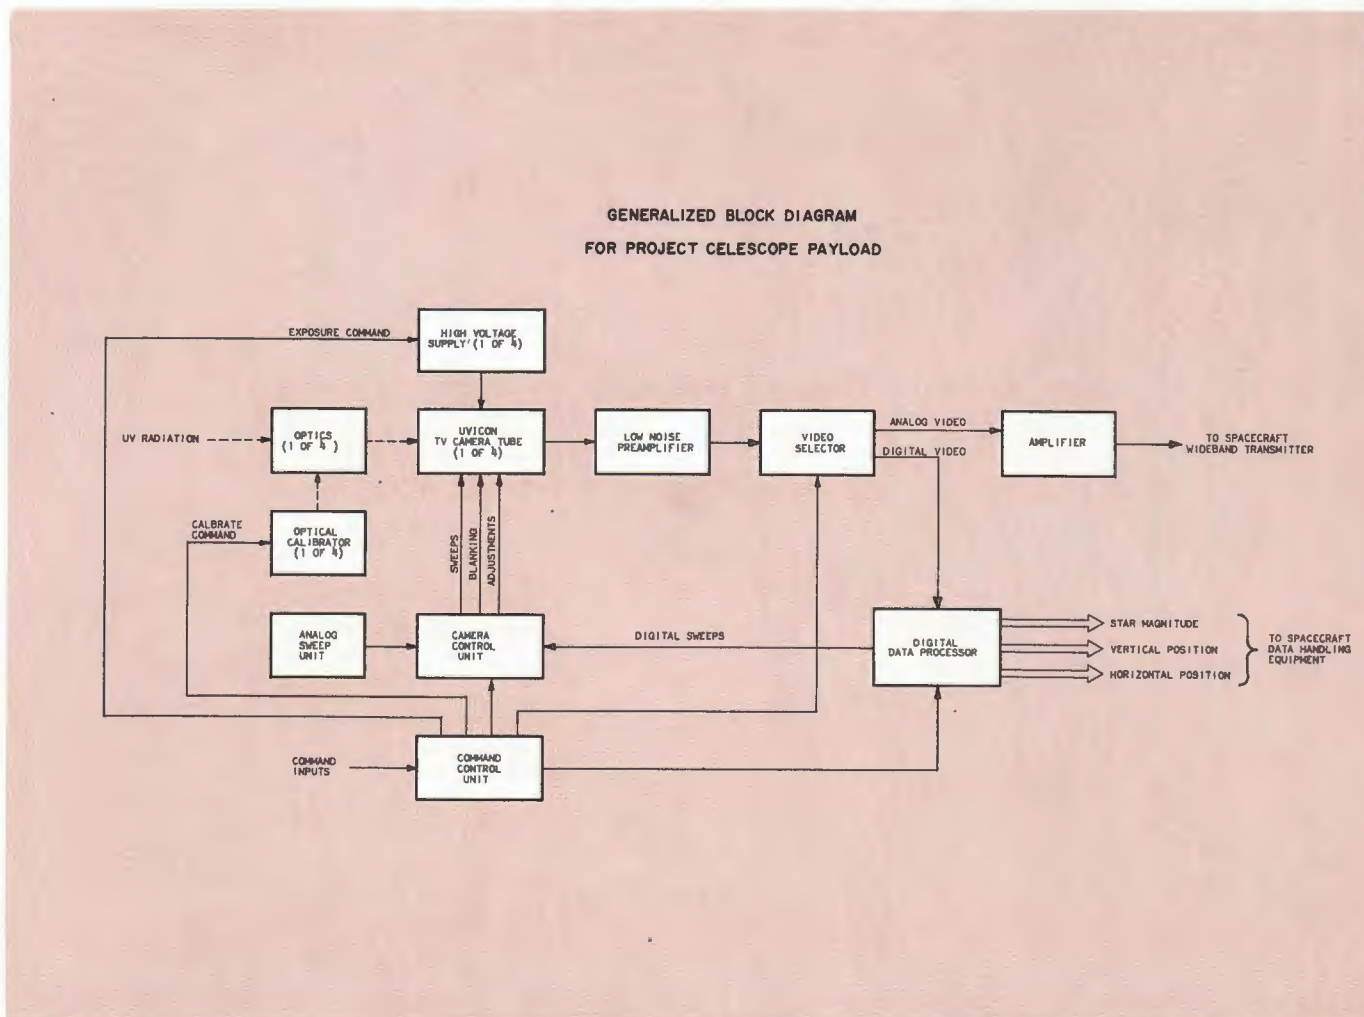 GENERALIZED BLOCK DIAGRAM
FOR PROJECT CELESCOPE PAYLOAD
EXPOSURE COMMAND
HIGH VOLTAGE
SUPPLY'(1 OF 4)
UV RADIATION
OPTICS
(1 OF 4 )
UVICON
TV CAMERA TUBE
(1 OF 4)
LOW NOISE
PREAMPLIFIER
VIDEO
SELECTOR
ANALOG VIDEO
DIGITAL VIDEO
AMPLIFIER
TO SPACECRAFT
WIDEBAND TRANSMITTER
CALBRATE
COMMAND
OPTICAL
CALIBRATOR
(1 OF 4)
SWEEPS
BLANKING
ADJUSTMENTS
ANALOG
SWEEP
UNIT
CAMERA
CONTROL
UNIT
DIGITAL SWEEPS
DIGITAL
DATA PROCESSOR
STAR MAGNITUDE
VERTICAL POSITION
HORIZONTAL POSITION
TO SPACECRAFT
DATA HANDLING
EQUIPMENT
COMMAND
INPUTS
COMMAND
CONTROL
UNIT